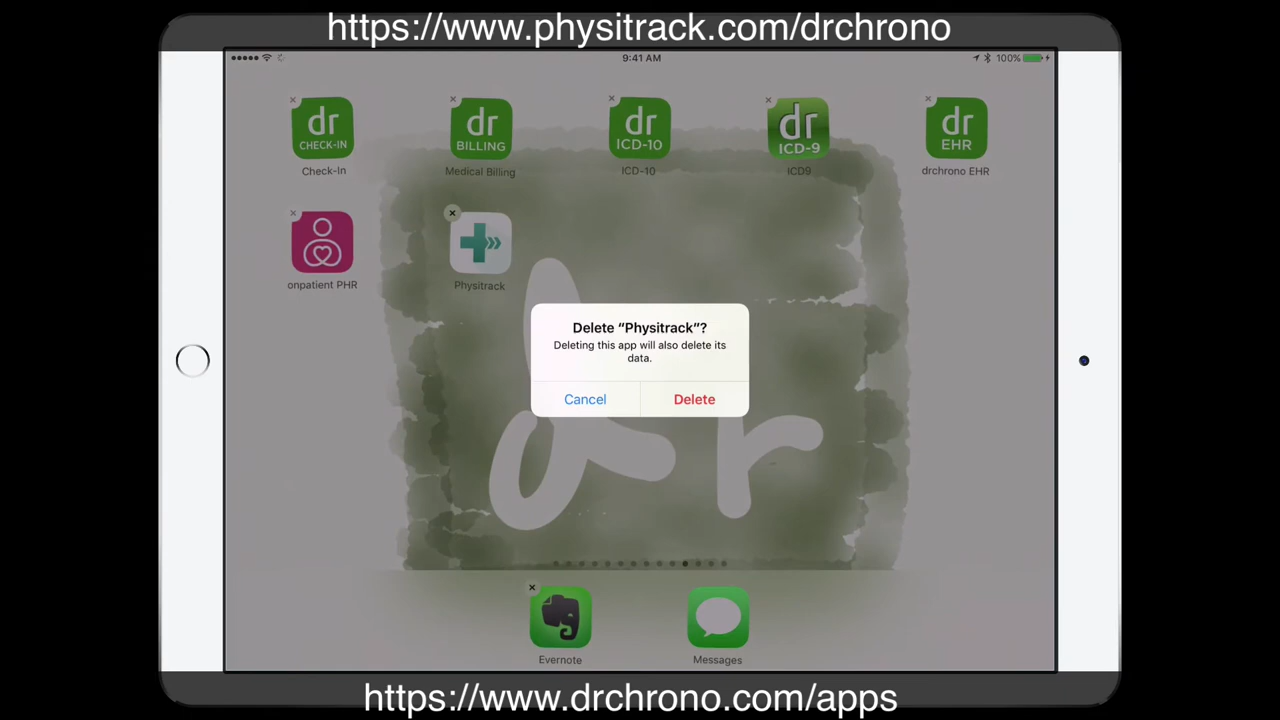 https://www.physitrack.com/drchrono
9:41 AM
100%
dr
CHECK-IN
Check-In
dr
BILLING
Medical Billing
dr
ICD-10
ICD-10
dr
ICD-9
ICD9
dr
EHR
drchrono EHR
onpatient PHR
Physitrack
Delete “Physitrack”?
Deleting this app will also delete its
data.
Cancel
Delete
dr
Evernote
Messages
https://www.drchrono.com/apps